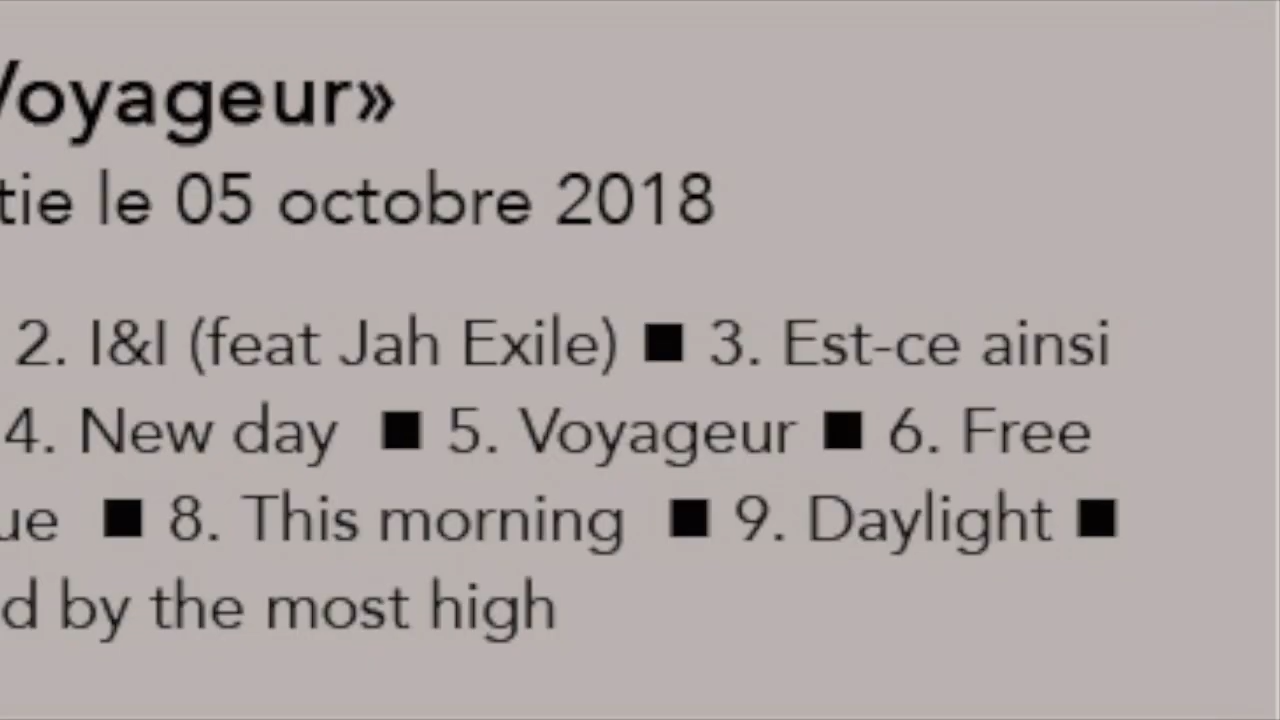 Voyageur»
tie le 05 octobre 2018
2. I&I (feat Jah Exile) ■ 3. Est-ce ainsi
4. New day ■ 5. Voyageur ■ 6. Free
ue ■ 8. This morning ■ 9. Daylight ■
d by the most high